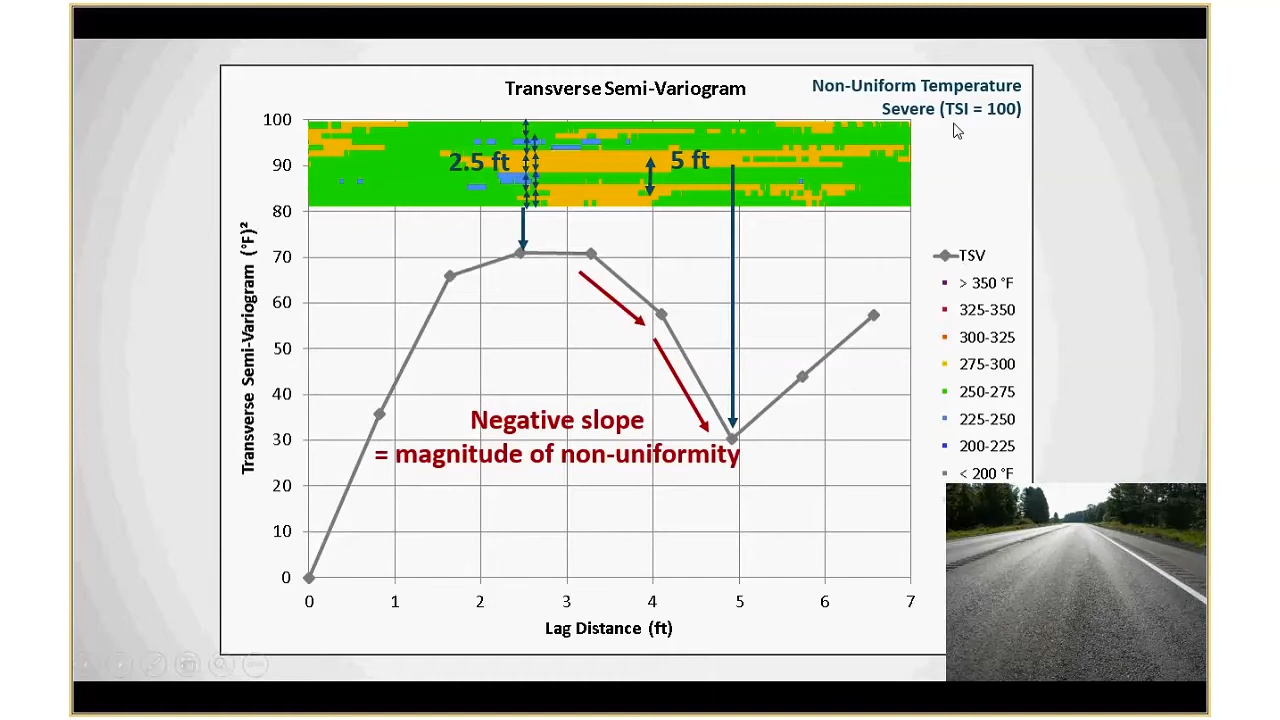 Transverse Semi-Variogram
Non-Uniform Temperature
Severe (TSI = 100)
100
90
80
70
60
50
40
30
20
10
0
Transverse Semi-Variogram (°F)²
2.5 ft
5 ft
Negative slope
= magnitude of non-uniformity
0 1 2 3 4 5 6 7
Lag Distance (ft)
TSV
> 350 °F
325-350
300-325
275-300
250-275
225-250
200-225
< 200 °F